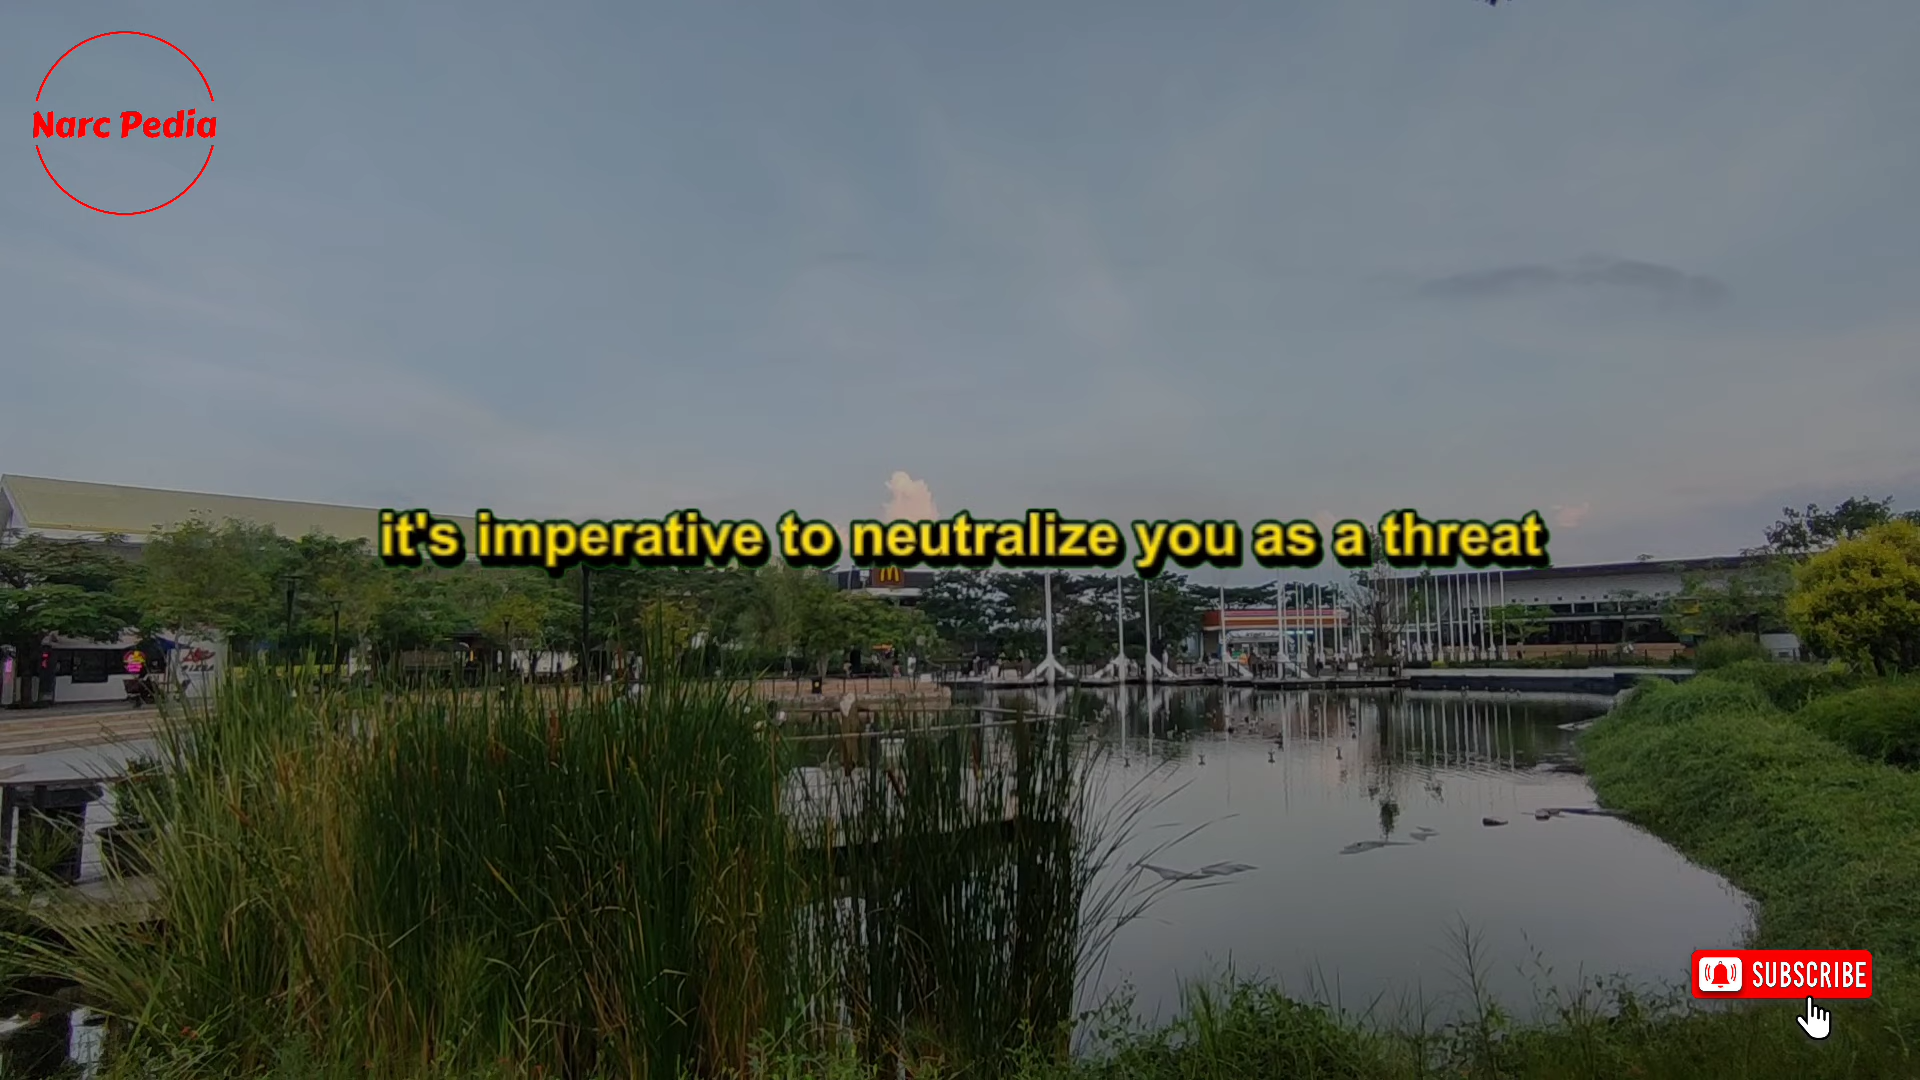 Narc Pedia
it's imperative to neutralize you as a threat
SUBSCRIBE